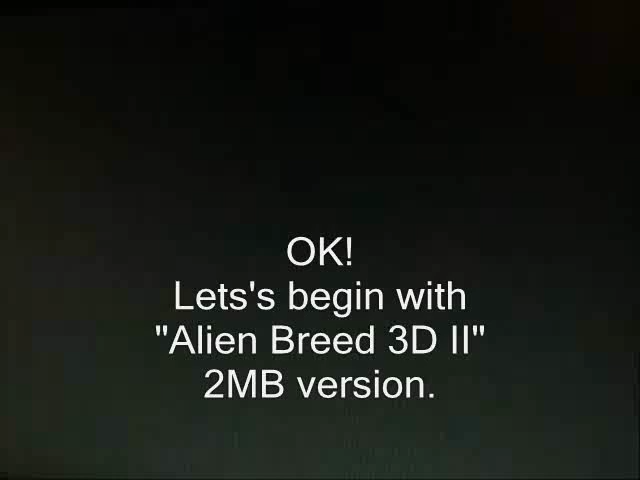 OK!
Lets's begin with
"Alien Breed 3D II"
2MB version.